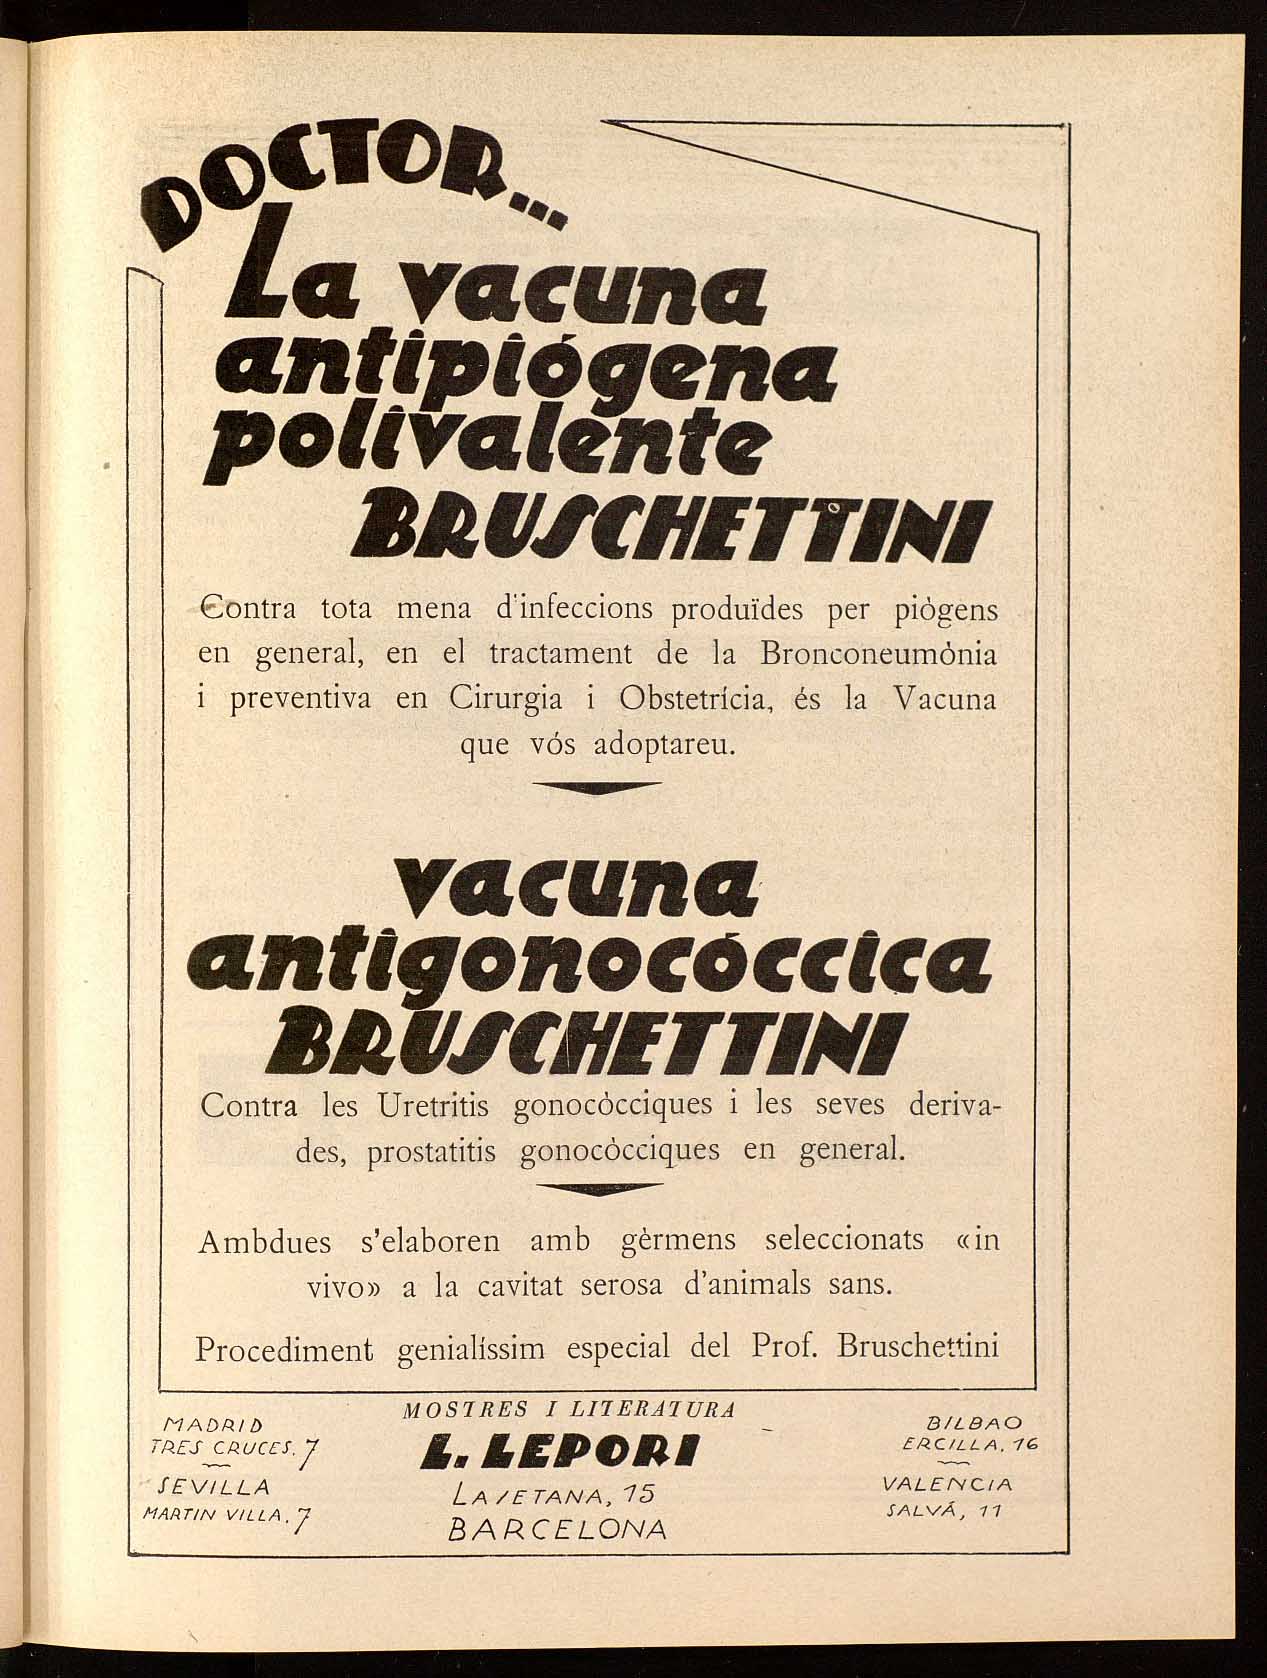 DOCTOR...
La vacuna
antipiógena
polivalente
BRUSCHETTINI
Contra tota mena d'infeccions produïdes per piògens
en general, en el tractament de la Bronconeumònia
i preventiva en Cirurgia i Obstetrícia, és la Vacuna
que vós adoptareu.
vacuna
antigonocóccica
BRUSCHETTINI
Contra les Uretritis gonocòcciques i les seves deriva-
des, prostatitis gonocòcciques en general.
Ambdues s'elaboren amb gèrmens seleccionats «in
vivo» a la cavitat serosa d'animals sans.
Procediment genialíssim especial del Prof. Bruschettini
MOSTRES I LITERATURA
L. LEPORI
LAIETANA, 15
BARCELONA
MADRID
TRES CRUCES, 7
SEVILLA
MARTIN VILLA, 7
BILBAO
ERCILLA, 16
VALENCIA
SALVÁ, 11